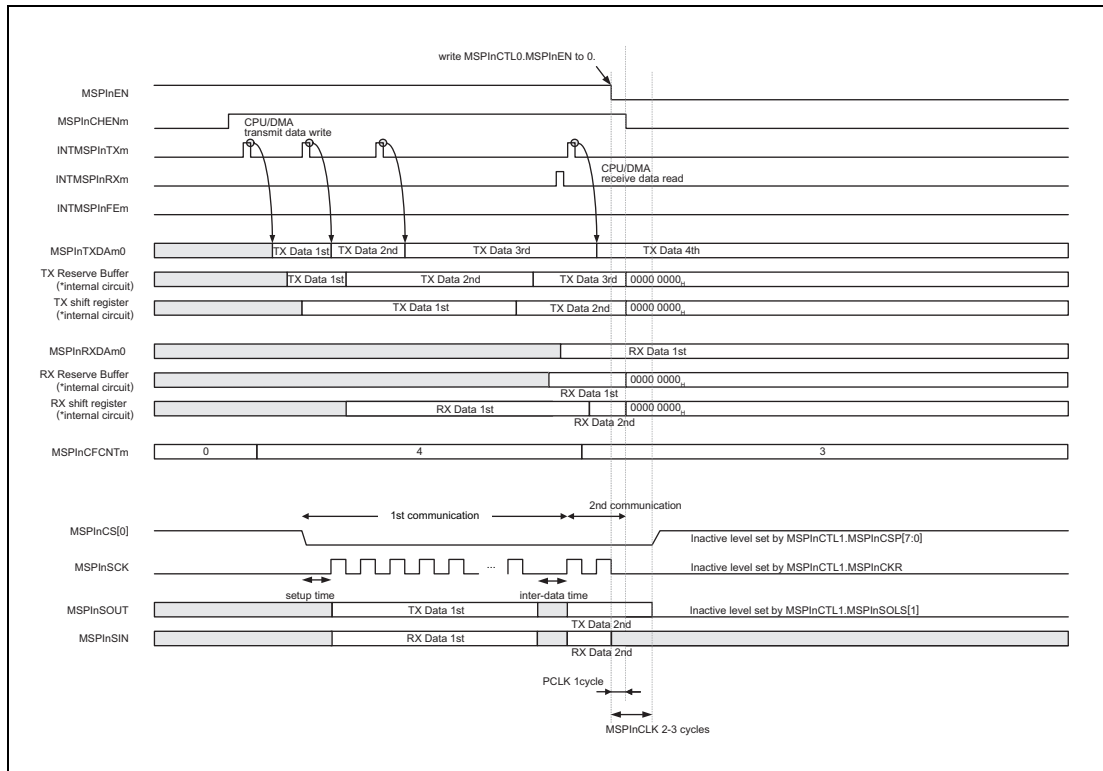 write MSPInCTL0.MSPInEN to 0.
MSPInEN
MSPInCHENm
CPU/DMA
transmit data write
INTMSPInTXm
CPU/DMA
receive data read
INTMSPInRXm
INTMSPInFEm
MSPInTXDAm0
TX Data 1st
TX Data 2nd
TX Data 3rd
TX Data 4th
TX Reserve Buffer
(*internal circuit)
TX Data 1st
TX Data 2nd
TX Data 3rd
0000 0000H
TX shift register
(*internal circuit)
TX Data 1st
TX Data 2nd
0000 0000H
MSPInRXDAm0
RX Data 1st
RX Reserve Buffer
(*internal circuit)
0000 0000H
RX Data 1st
RX shift register
(*internal circuit)
RX Data 1st
0000 0000H
RX Data 2nd
MSPInCFCNTm
0
4
3
1st communication
2nd communication
MSPInCS[0]
Inactive level set by MSPInCTL1.MSPInCSP[7:0]
MSPInSCK
...
Inactive level set by MSPInCTL1.MSPInCKR
setup time
inter-data time
MSPInSOUT
TX Data 1st
Inactive level set by MSPInCTL1.MSPInSOLS[1]
TX Data 2nd
MSPInSIN
RX Data 1st
RX Data 2nd
PCLK 1cycle
MSPInCLK 2-3 cycles